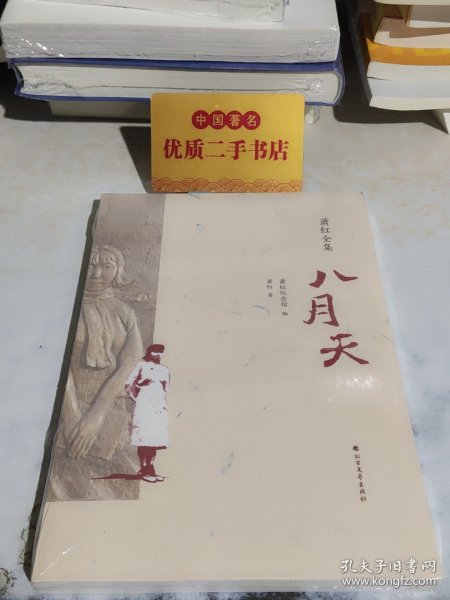 中国著名
优质二手书店
萧红全集
八月天
萧红纪念馆 编
萧红 著
北方文艺出版社
孔夫子旧书网
www.kongfz.com